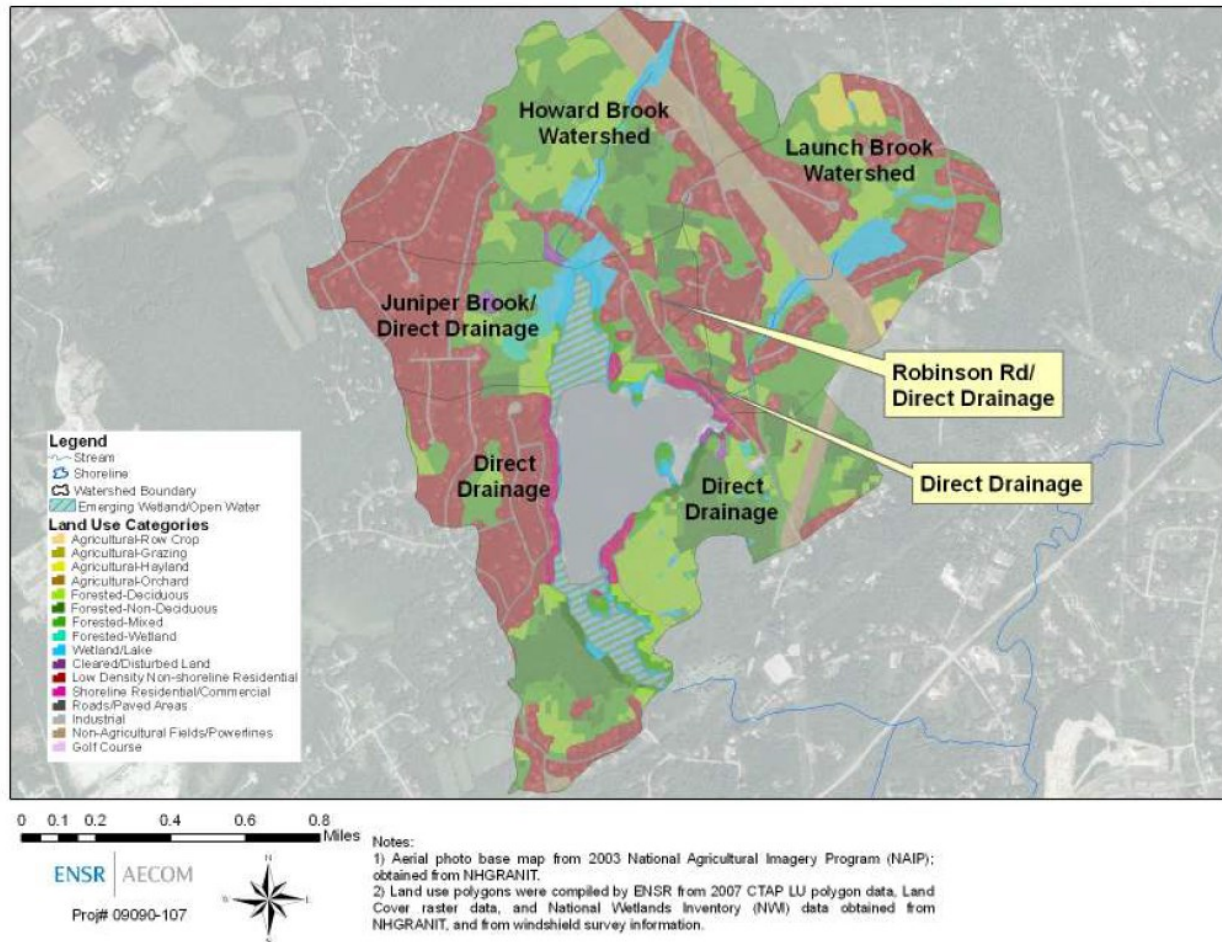 Howard Brook
Watershed
Launch Brook
Watershed
Juniper Brook/
Direct Drainage
Robinson Rd/
Direct Drainage
Direct
Drainage
Direct
Drainage
Direct Drainage
Legend
Stream
Shoreline
Watershed Boundary
Emerging Wetland/Open Water
Land Use Categories
Agricultural-Row Crop
Agricultural-Grazing
Agricultural-Hayland
Agricultural-Orchard
Forested-Deciduous
Forested-Non-Deciduous
Forested-Mixed
Forested-Wetland
Wetland/Lake
Cleared/Disturbed Land
Low Density Non-shoreline Residential
Shoreline Residential/Commercial
Roads/Paved Areas
Industrial
Non-Agricultural Fields/Powerlines
Golf Course
0 0.1 0.2 0.4 0.6 0.8
Miles
ENSR AECOM
Proj# 09090-107
N
W E
S
Notes:
1) Aerial photo base map from 2003 National Agricultural Imagery Program (NAIP);
obtained from NHGRANIT.
2) Land use polygons were compiled by ENSR from 2007 CTAP LU polygon data, Land
Cover raster data, and National Wetlands Inventory (NWI) data obtained from
NHGRANIT, and from windshield survey information.